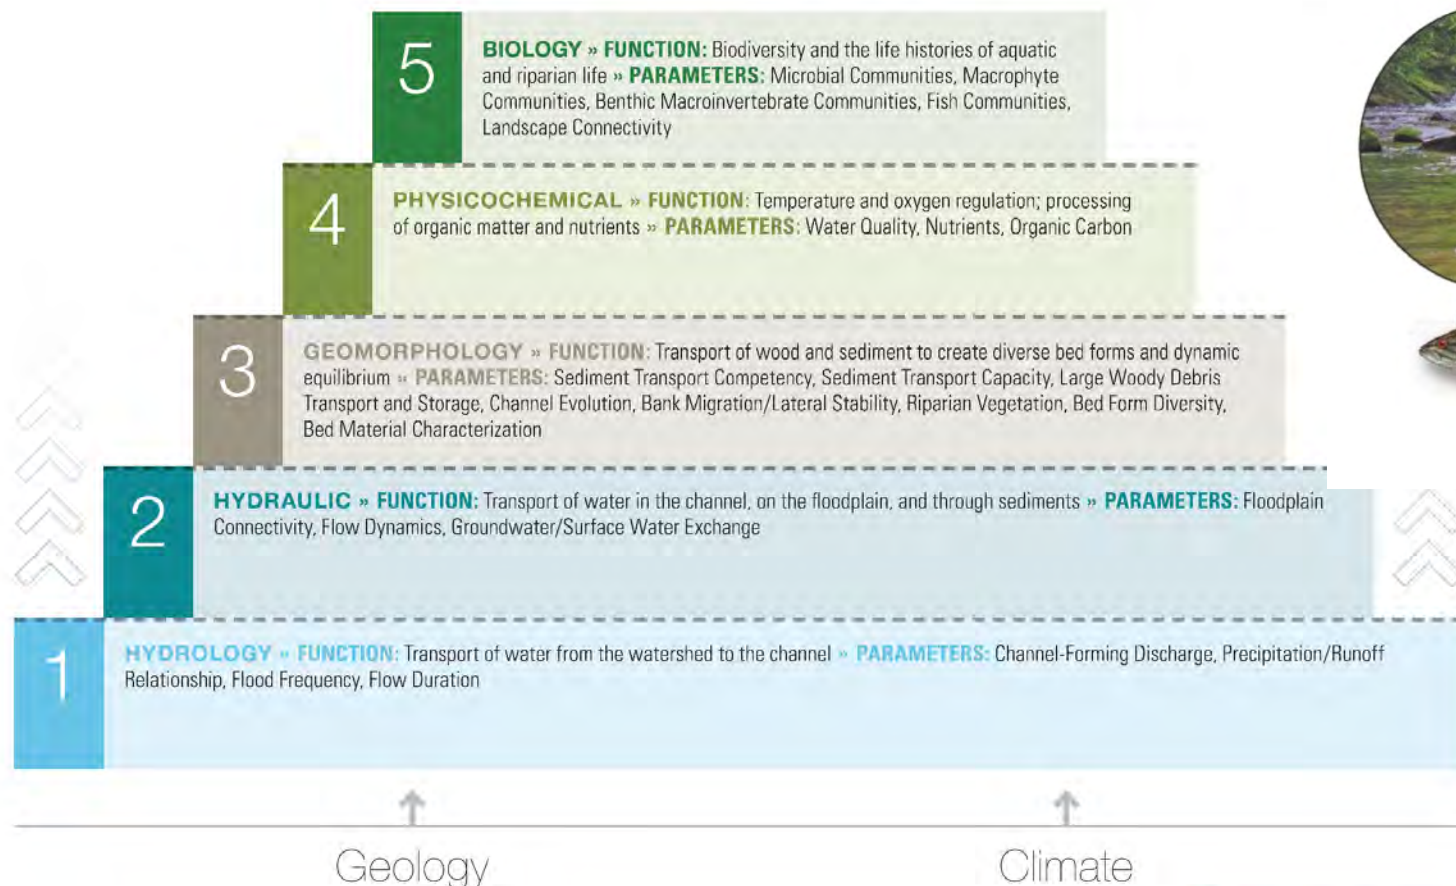 5
BIOLOGY » FUNCTION: Biodiversity and the life histories of aquatic
and riparian life » PARAMETERS: Microbial Communities, Macrophyte
Communities, Benthic Macroinvertebrate Communities, Fish Communities,
Landscape Connectivity
4
PHYSICOCHEMICAL » FUNCTION: Temperature and oxygen regulation; processing
of organic matter and nutrients » PARAMETERS: Water Quality, Nutrients, Organic Carbon
3
GEOMORPHOLOGY » FUNCTION: Transport of wood and sediment to create diverse bed forms and dynamic
equilibrium » PARAMETERS: Sediment Transport Competency, Sediment Transport Capacity, Large Woody Debris
Transport and Storage, Channel Evolution, Bank Migration/Lateral Stability, Riparian Vegetation, Bed Form Diversity,
Bed Material Characterization
2
HYDRAULIC » FUNCTION: Transport of water in the channel, on the floodplain, and through sediments » PARAMETERS: Floodplain
Connectivity, Flow Dynamics, Groundwater/Surface Water Exchange
1
HYDROLOGY » FUNCTION: Transport of water from the watershed to the channel » PARAMETERS: Channel-Forming Discharge, Precipitation/Runoff
Relationship, Flood Frequency, Flow Duration
Geology
Climate